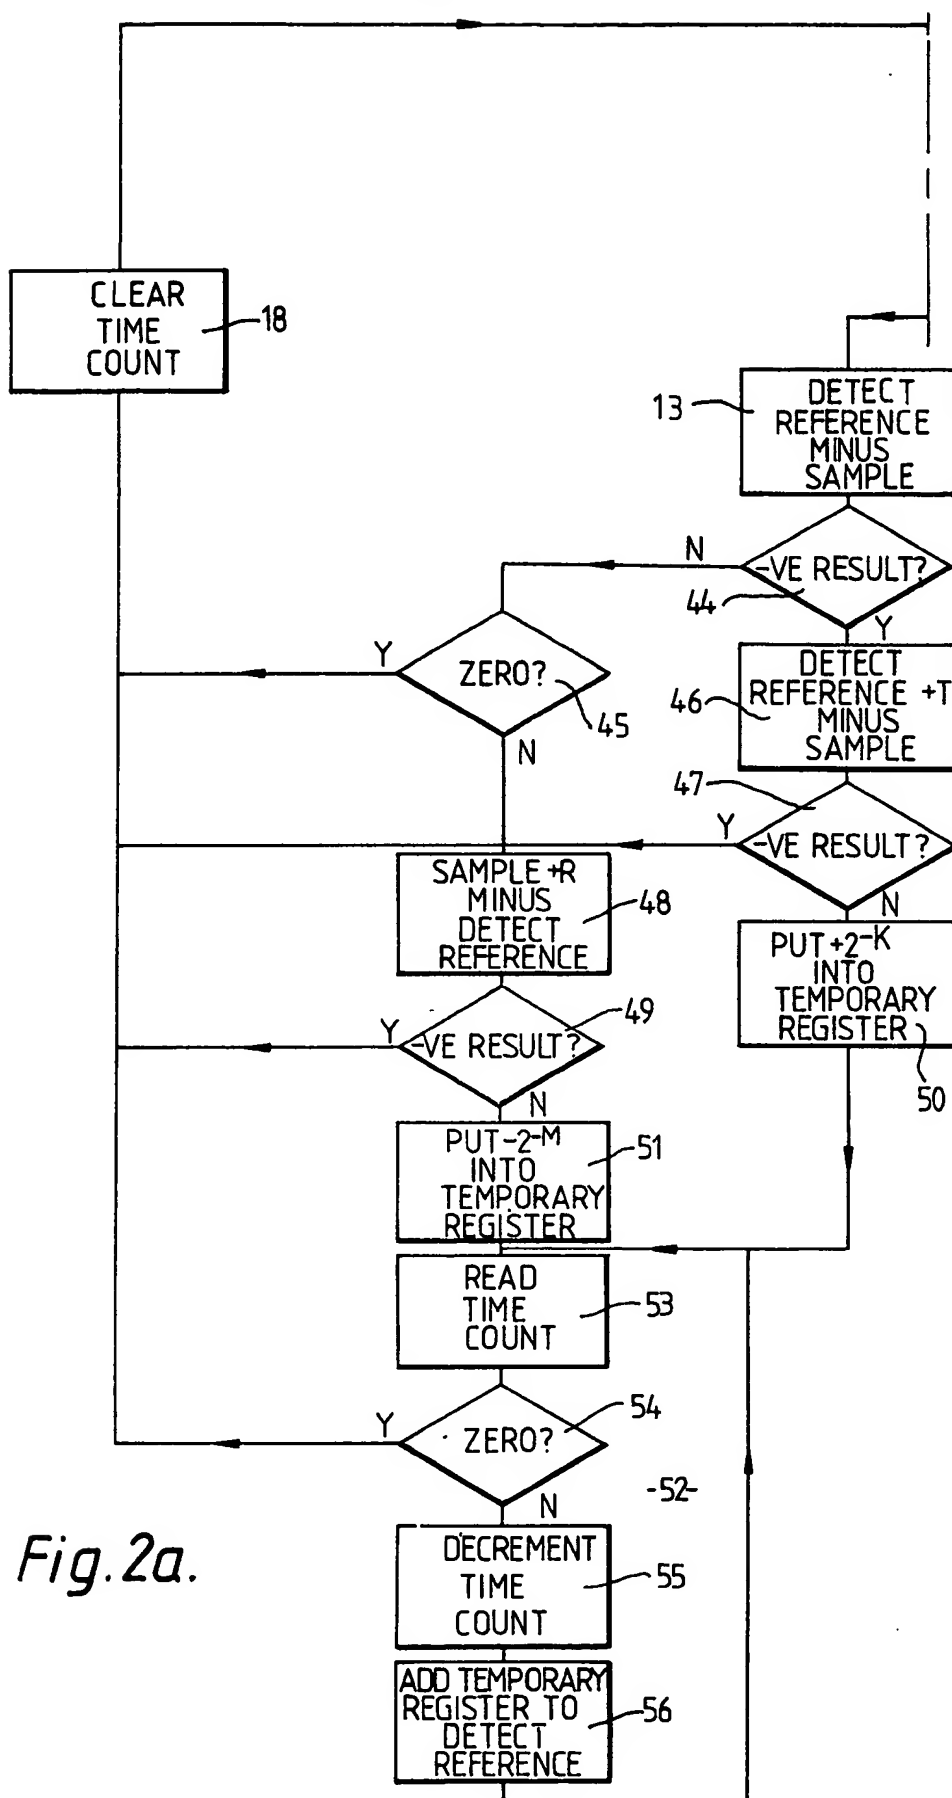 CLEAR
TIME
COUNT
18
13
DETECT
REFERENCE
MINUS
SAMPLE
N
-VE RESULT?
44
Y
Y
ZERO?
45
N
46
DETECT
REFERENCE +T
MINUS
SAMPLE
47
Y
-VE RESULT?
N
SAMPLE +R
MINUS
DETECT
REFERENCE
48
PUT +2^-K
INTO
TEMPORARY
REGISTER
50
Y
-VE RESULT?
49
N
PUT -2^-M
INTO
TEMPORARY
REGISTER
51
READ
TIME
COUNT
53
Y
ZERO?
54
N
-52-
DECREMENT
TIME
COUNT
55
ADD TEMPORARY
REGISTER TO
DETECT
REFERENCE
56
Fig. 2a.